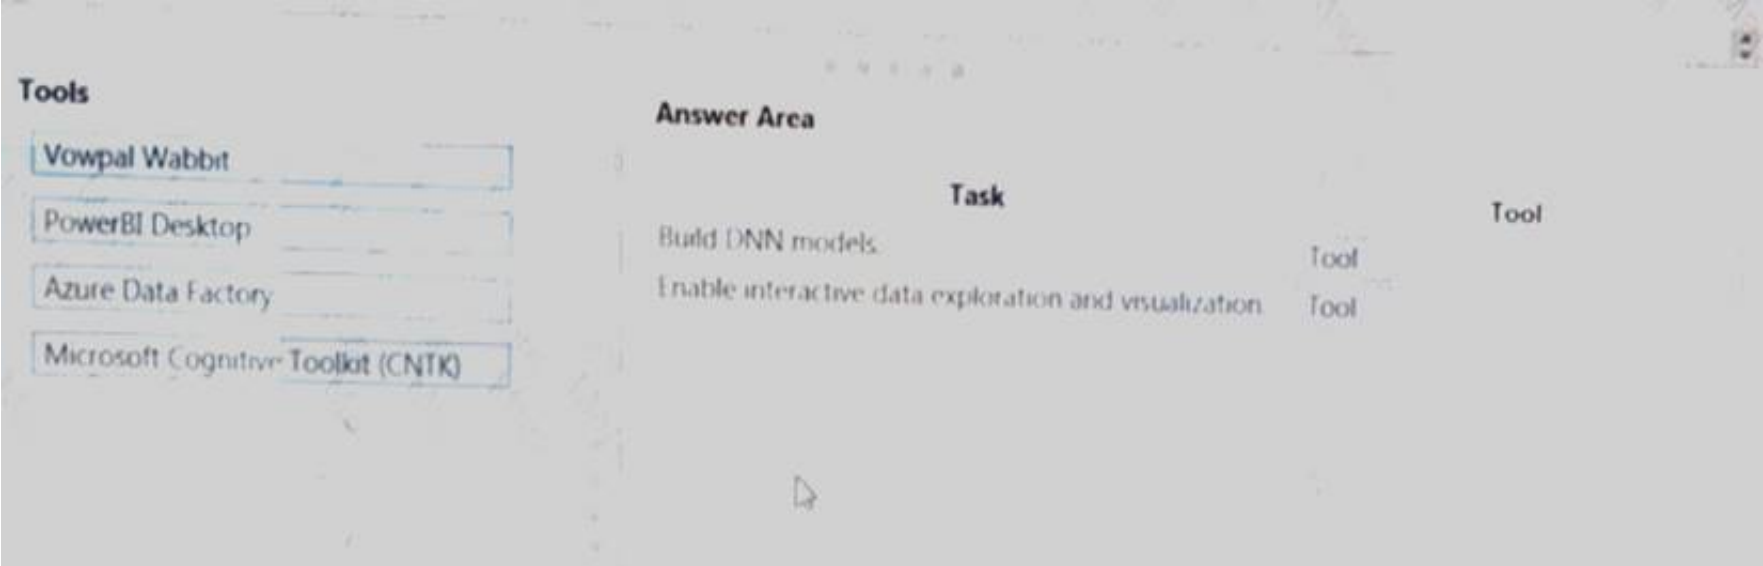 Tools
Vowpal Wabbit
PowerBI Desktop
Azure Data Factory
Microsoft Cognitive Toolkit (CNTK)
Answer Area
Task
Tool
Build DNN models.
Tool
Enable interactive data exploration and visualization.
Tool